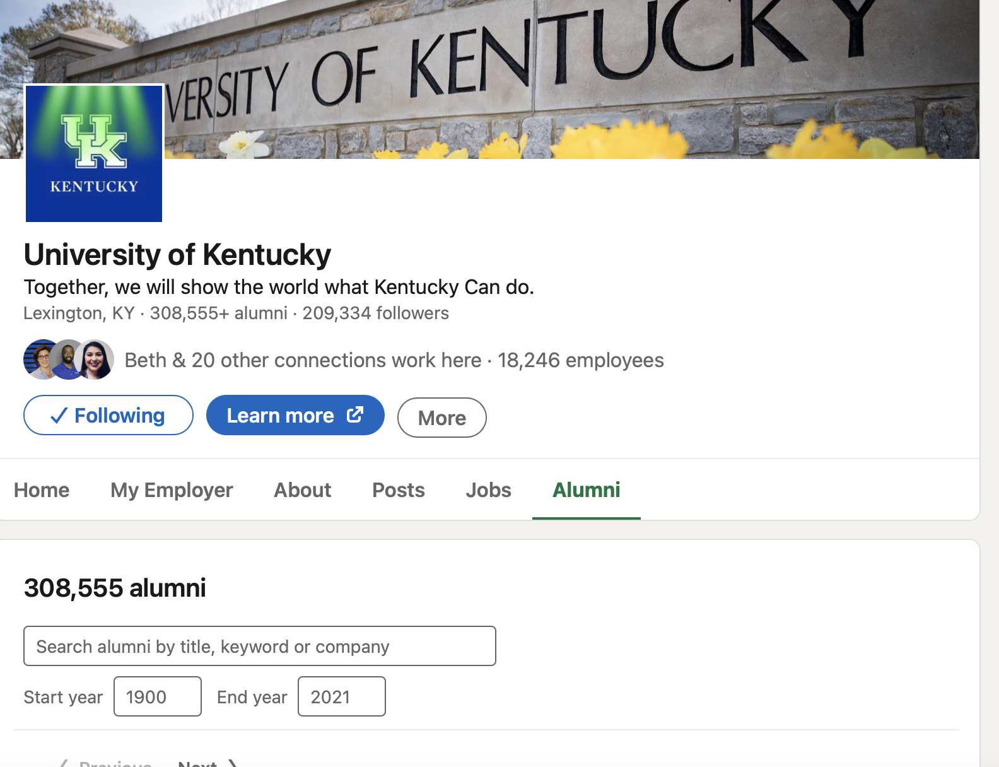 VERSITY OF KENTUCKY
UK
KENTUCKY
University of Kentucky
Together, we will show the world what Kentucky Can do.
Lexington, KY · 308,555+ alumni · 209,334 followers
Beth & 20 other connections work here · 18,246 employees
Following Learn more More
Home My Employer About Posts Jobs Alumni
308,555 alumni
Search alumni by title, keyword or company
Start year 1900 End year 2021
Previous Next